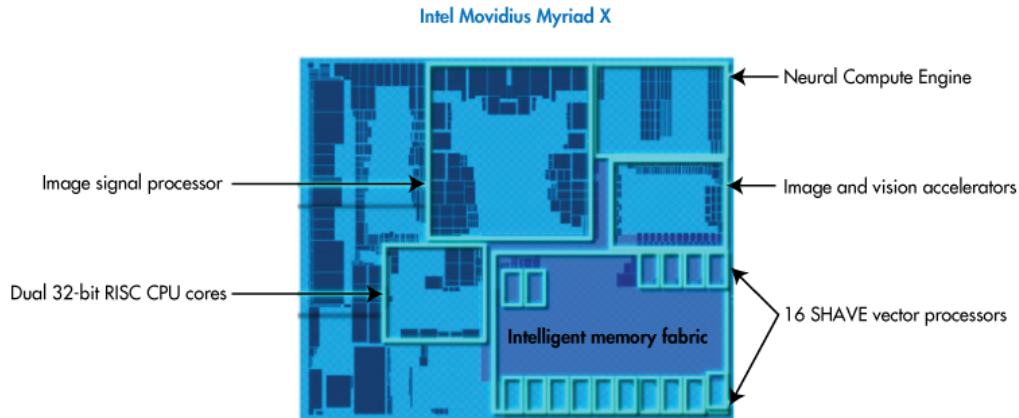 Intel Movidius Myriad X
Neural Compute Engine
Image signal processor
Image and vision accelerators
Dual 32-bit RISC CPU cores
16 SHAVE vector processors
Intelligent memory fabric